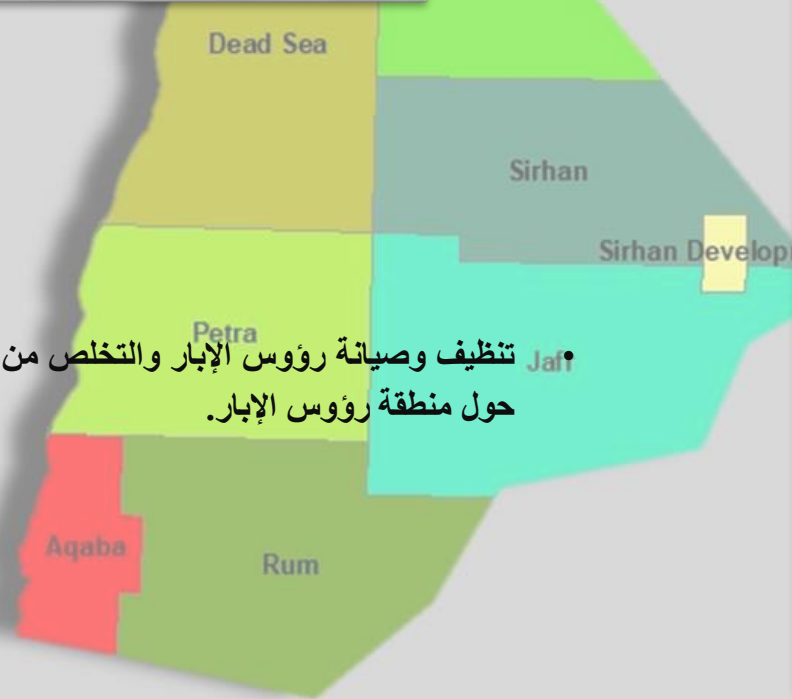 Dead Sea
Sirhan
Sirhan Develop
Petra
Jafr
• تنظيف وصيانة رؤوس الإبار والتخلص من
حول منطقة رؤوس الإبار.
Aqaba
Rum